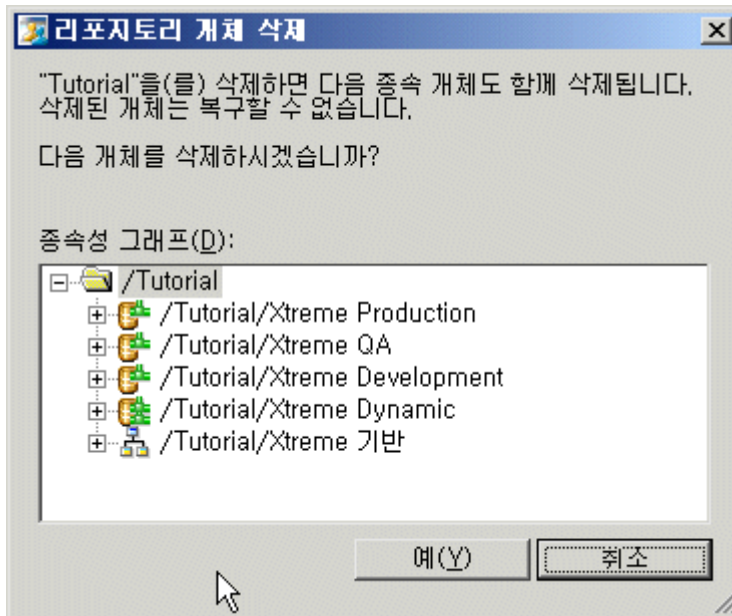 리포지토리 개체 삭제
"Tutorial"을(를) 삭제하면 다음 종속 개체도 함께 삭제됩니다.
삭제된 개체는 복구할 수 없습니다.
다음 개체를 삭제하시겠습니까?
종속성 그래프(D):
/Tutorial
/Tutorial/Xtreme Production
/Tutorial/Xtreme QA
/Tutorial/Xtreme Development
/Tutorial/Xtreme Dynamic
/Tutorial/Xtreme 기반
예(Y) 취소